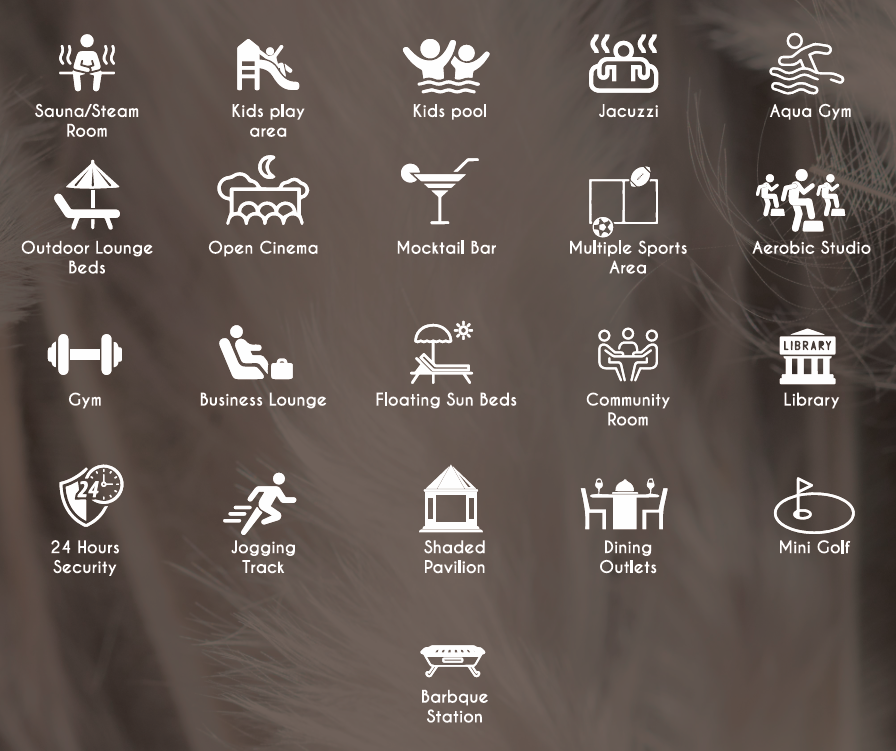 Sauna/Steam
Room
Kids play
area
Kids pool
Jacuzzi
Aqua Gym
Outdoor Lounge
Beds
Open Cinema
Mocktail Bar
Multiple Sports
Area
Aerobic Studio
Gym
Business Lounge
Floating Sun Beds
Community
Room
LIBRARY
Library
24
24 Hours
Security
Jogging
Track
Shaded
Pavilion
Dining
Outlets
Mini Golf
Barbque
Station